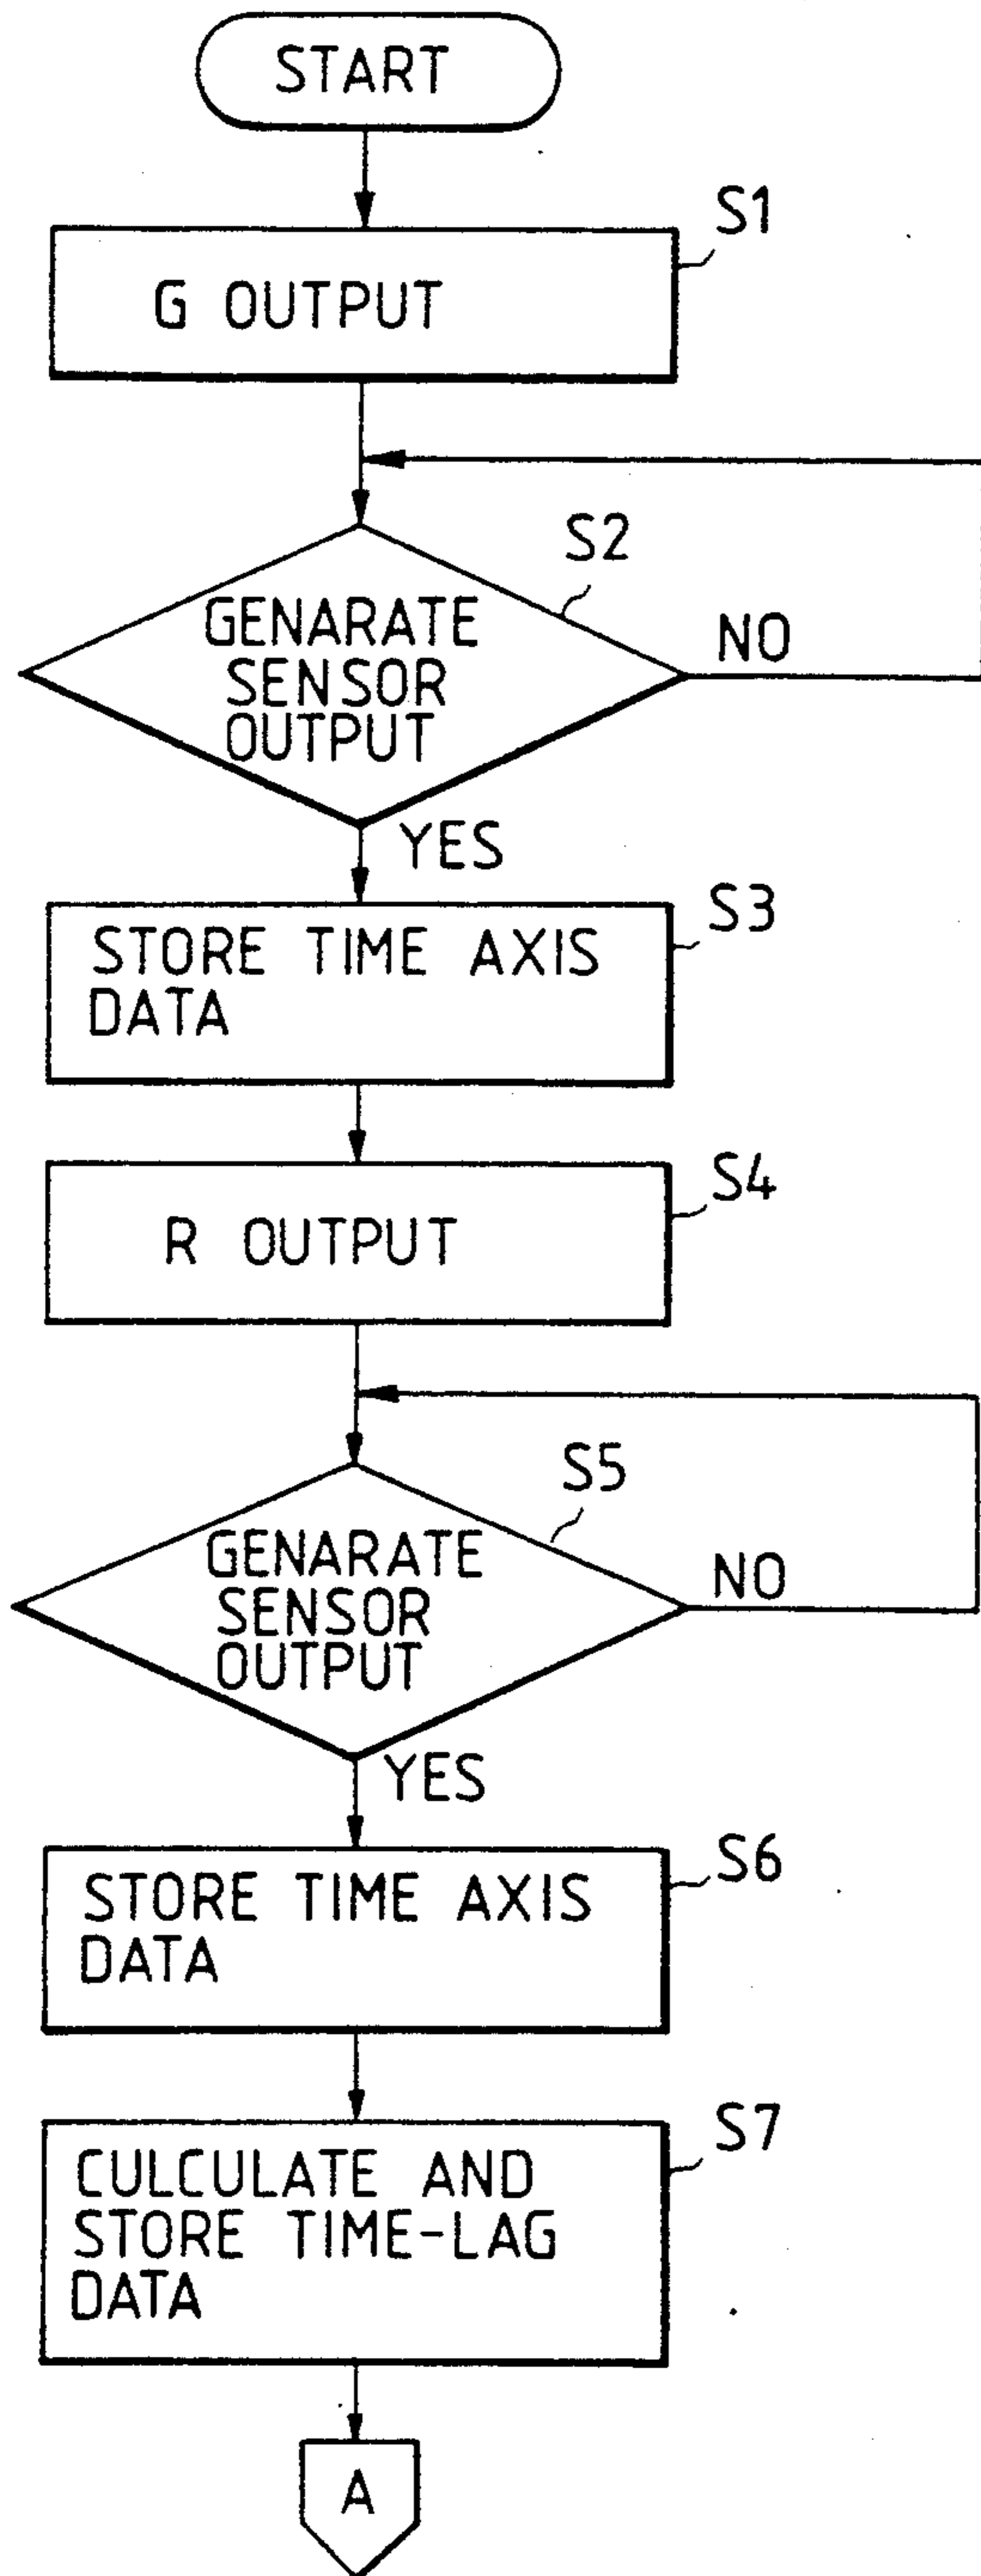 START
S1
G OUTPUT
S2
GENARATE
SENSOR
OUTPUT
NO
YES
S3
STORE TIME AXIS
DATA
S4
R OUTPUT
S5
GENARATE
SENSOR
OUTPUT
NO
YES
S6
STORE TIME AXIS
DATA
S7
CULCULATE AND
STORE TIME-LAG
DATA
A